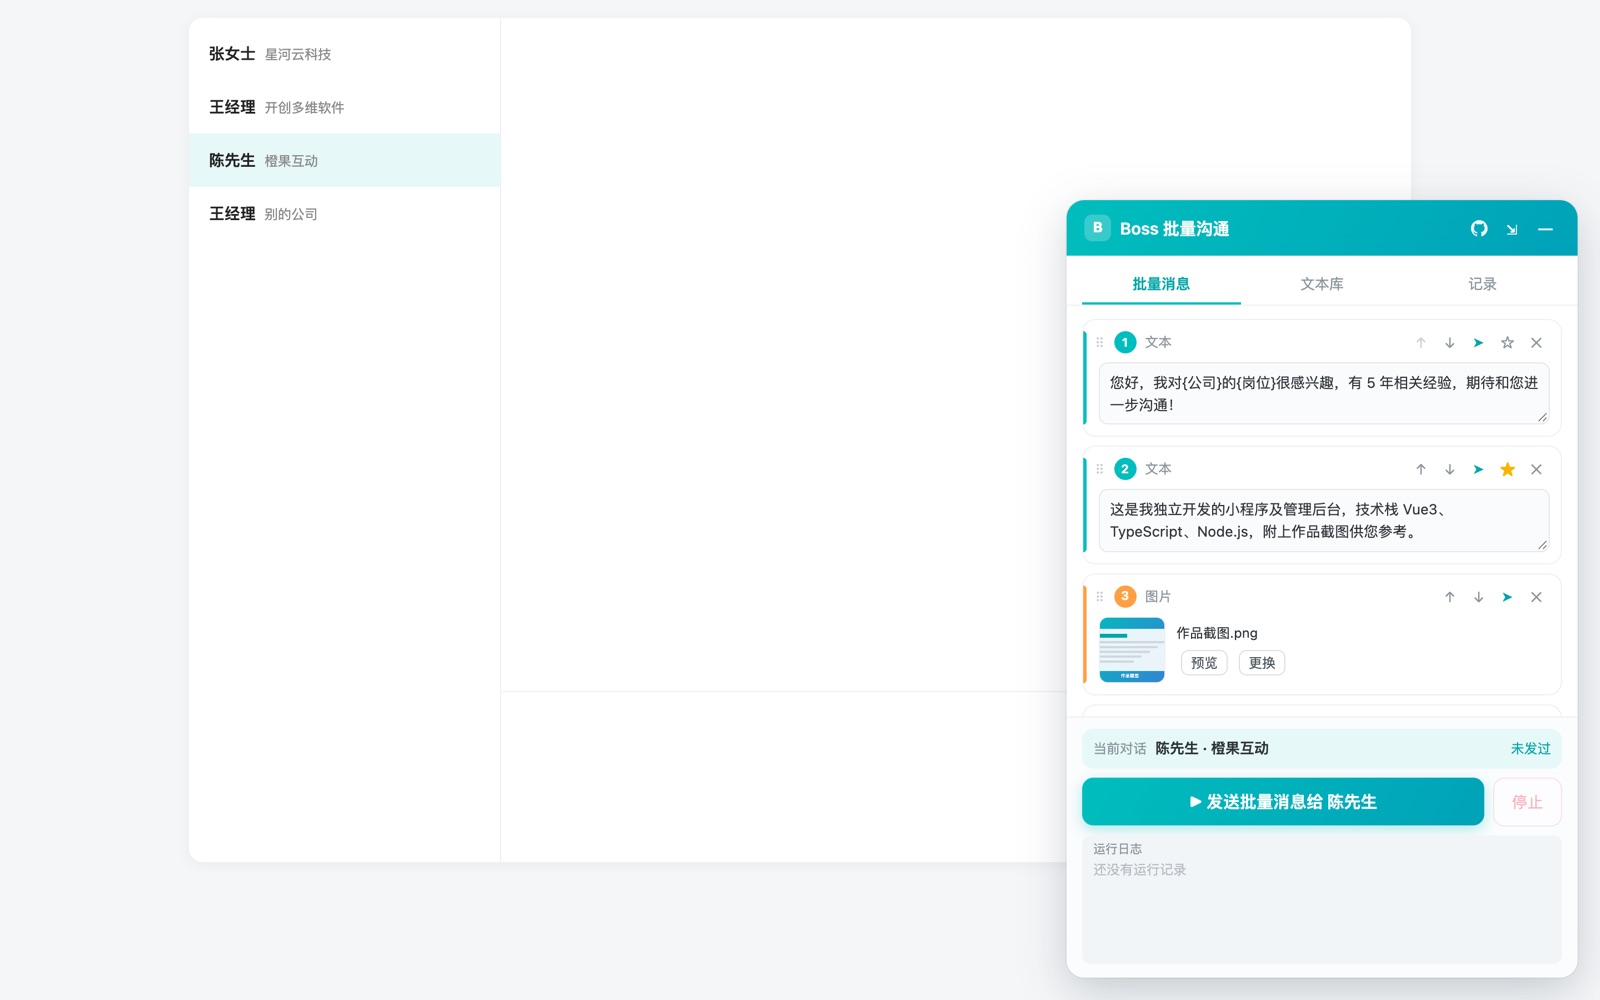 张女士 星河云科技
王经理 开创多维软件
陈先生 橙果互动
王经理 别的公司
B Boss 批量沟通
批量消息 文本库 记录
1 文本
您好，我对{公司}的{岗位}很感兴趣，有 5 年相关经验，期待和您进
一步沟通！
2 文本
这是我独立开发的小程序及管理后台，技术栈 Vue3、
TypeScript、Node.js，附上作品截图供您参考。
3 图片
作品截图.png
预览 更换
当前对话 陈先生 · 橙果互动 未发过
发送批量消息给 陈先生 停止
运行日志
还没有运行记录